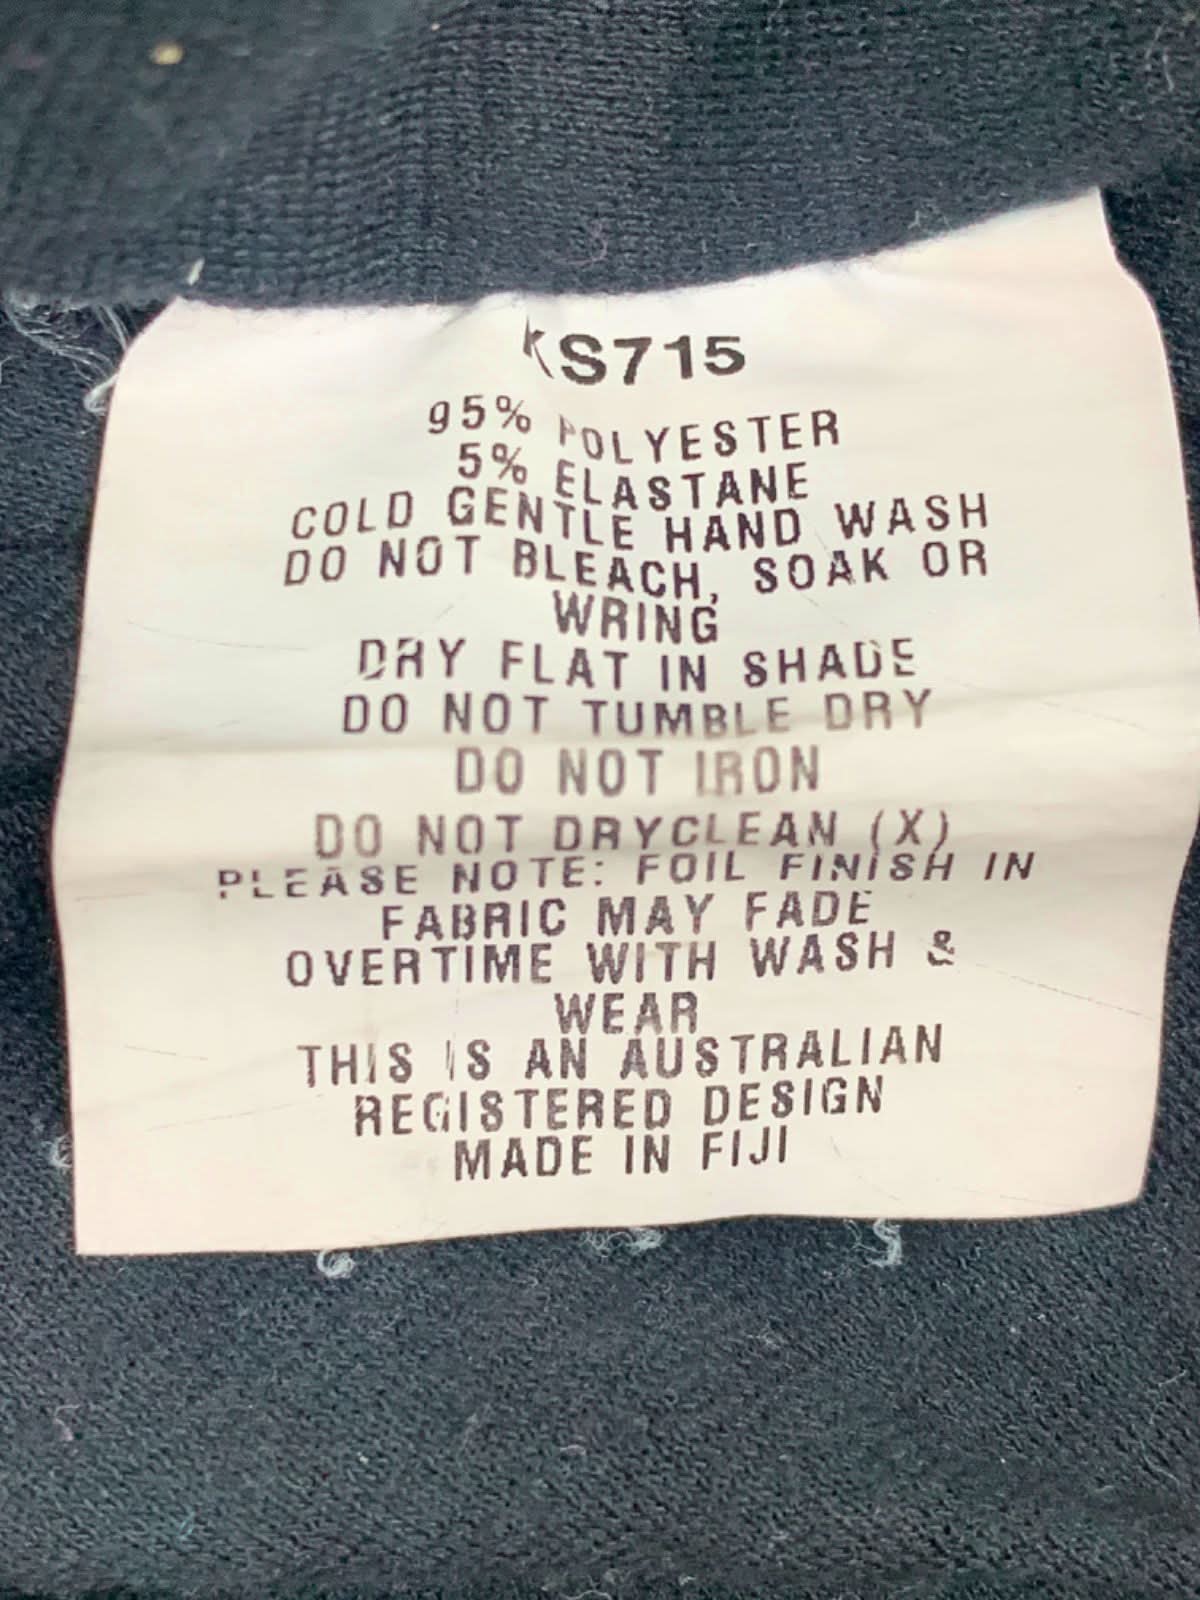 KS715
95% POLYESTER
5% ELASTANE
COLD GENTLE HAND WASH
DO NOT BLEACH, SOAK OR
WRING
DRY FLAT IN SHADE
DO NOT TUMBLE DRY
DO NOT IRON
DO NOT DRYCLEAN (X)
PLEASE NOTE: FOIL FINISH IN
FABRIC MAY FADE
OVERTIME WITH WASH &
WEAR
THIS IS AN AUSTRALIAN
REGISTERED DESIGN
MADE IN FIJI